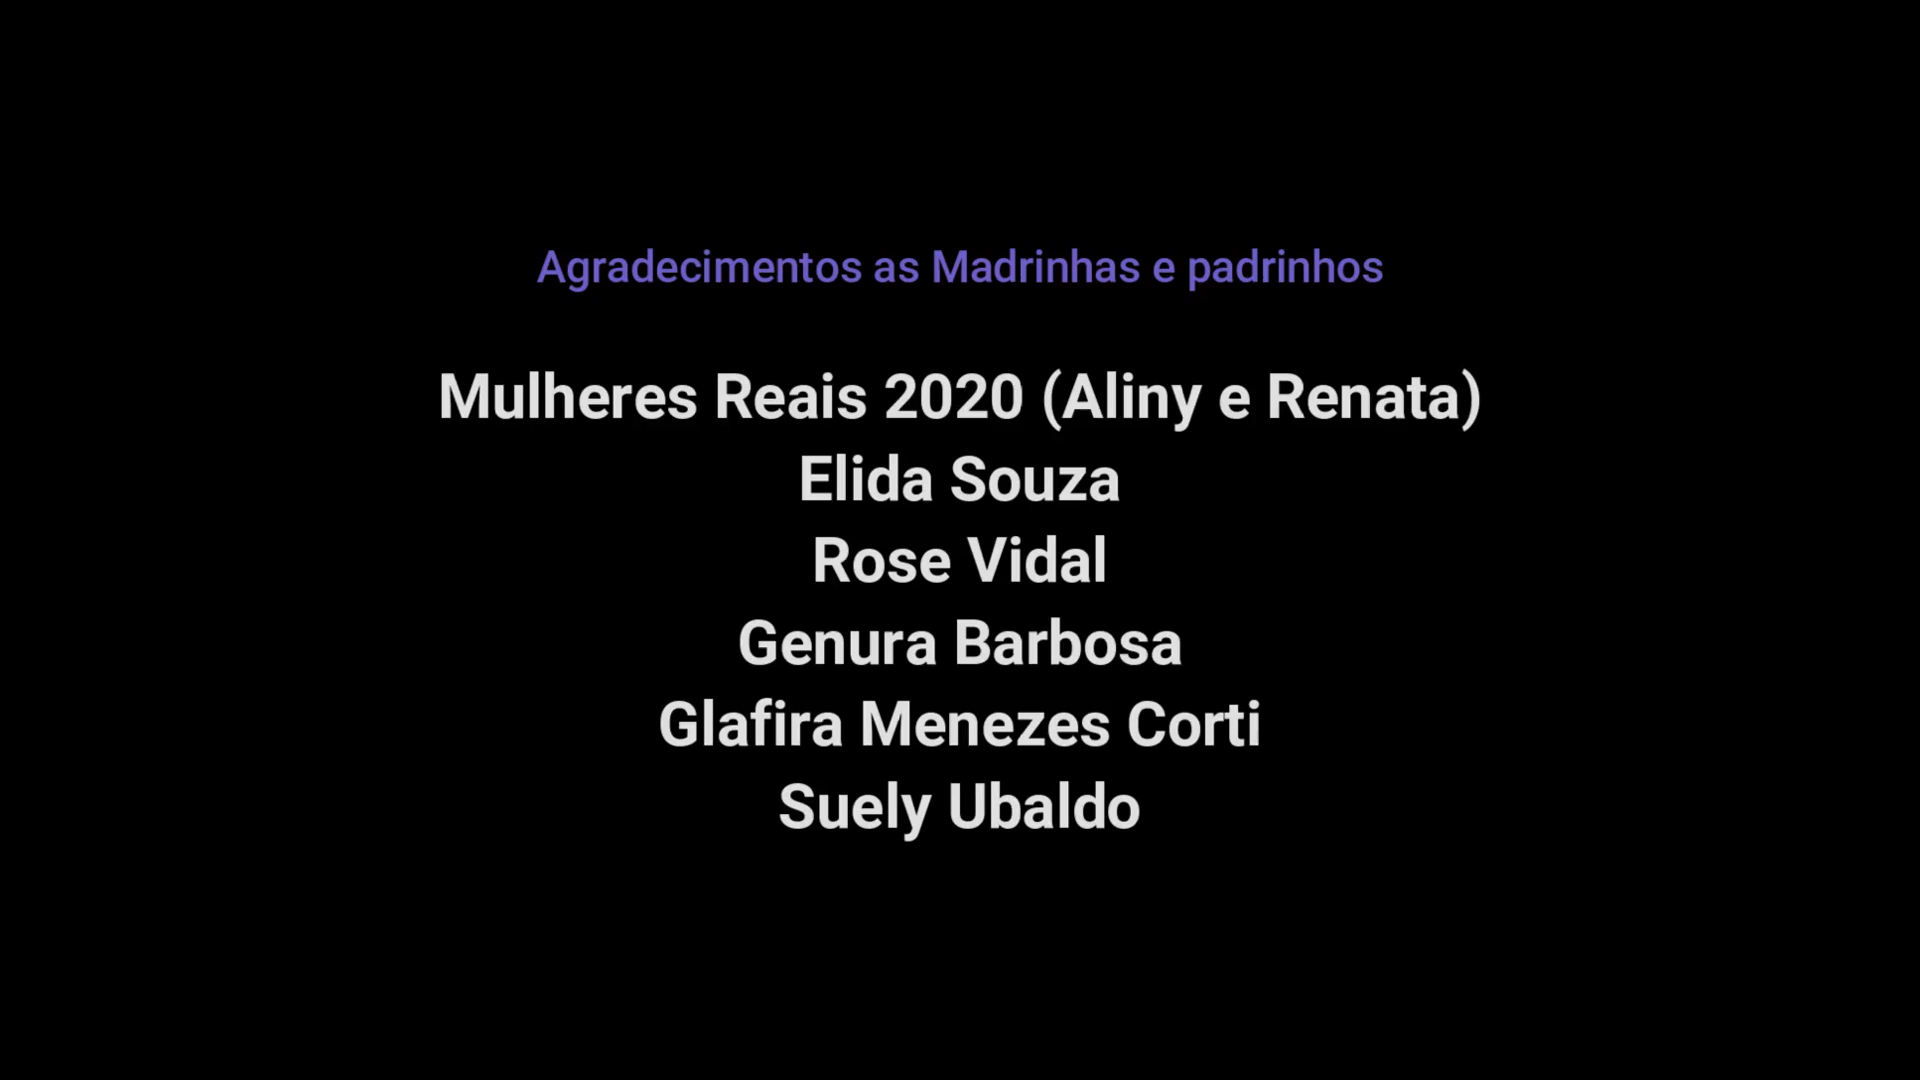 Agradecimentos as Madrinhas e padrinhos
Mulheres Reais 2020 (Aliny e Renata)
Elida Souza
Rose Vidal
Genura Barbosa
Glafira Menezes Corti
Suely Ubaldo